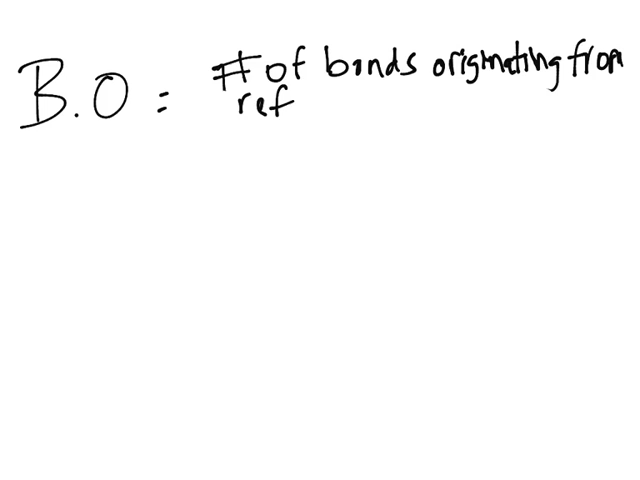 B.O = # of bonds originating from
ref